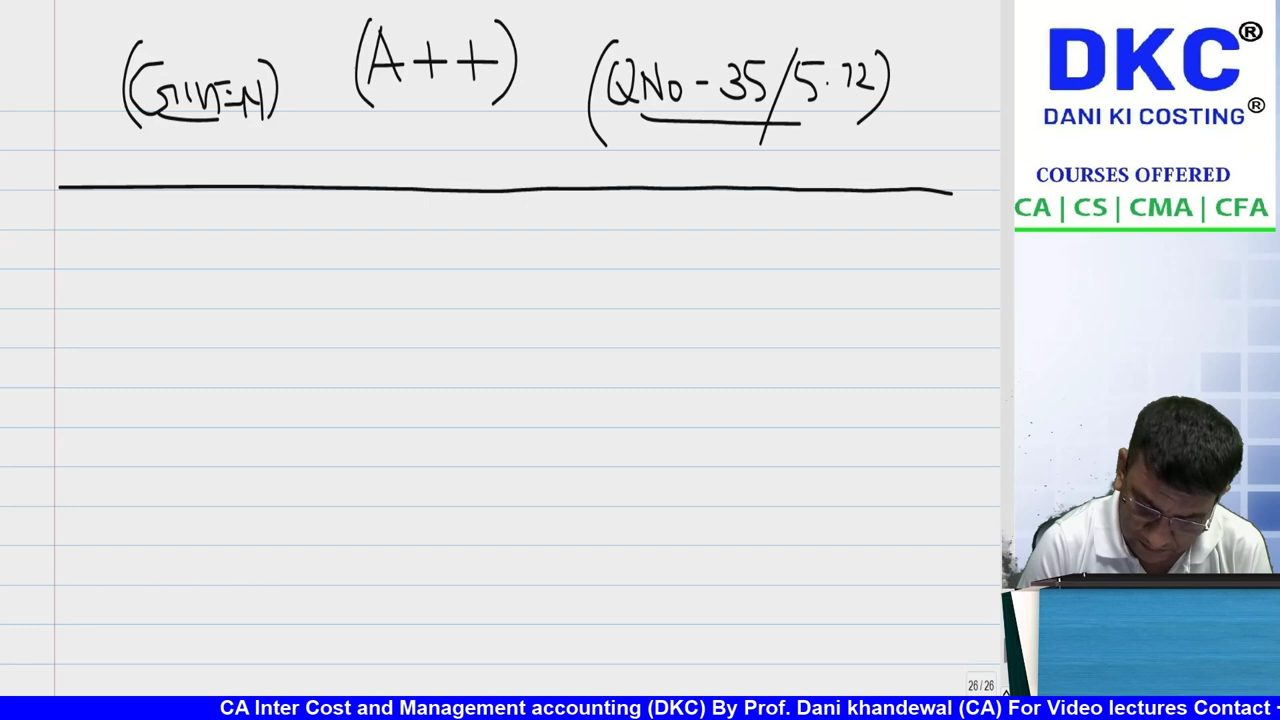 (GIVEN) (A++) (QNo - 35/5.72)
DKC®
DANI KI COSTING®
COURSES OFFERED
CA | CS | CMA | CFA
26/26
CA Inter Cost and Management accounting (DKC) By Prof. Dani khandewal (CA) For Video lectures Contact -